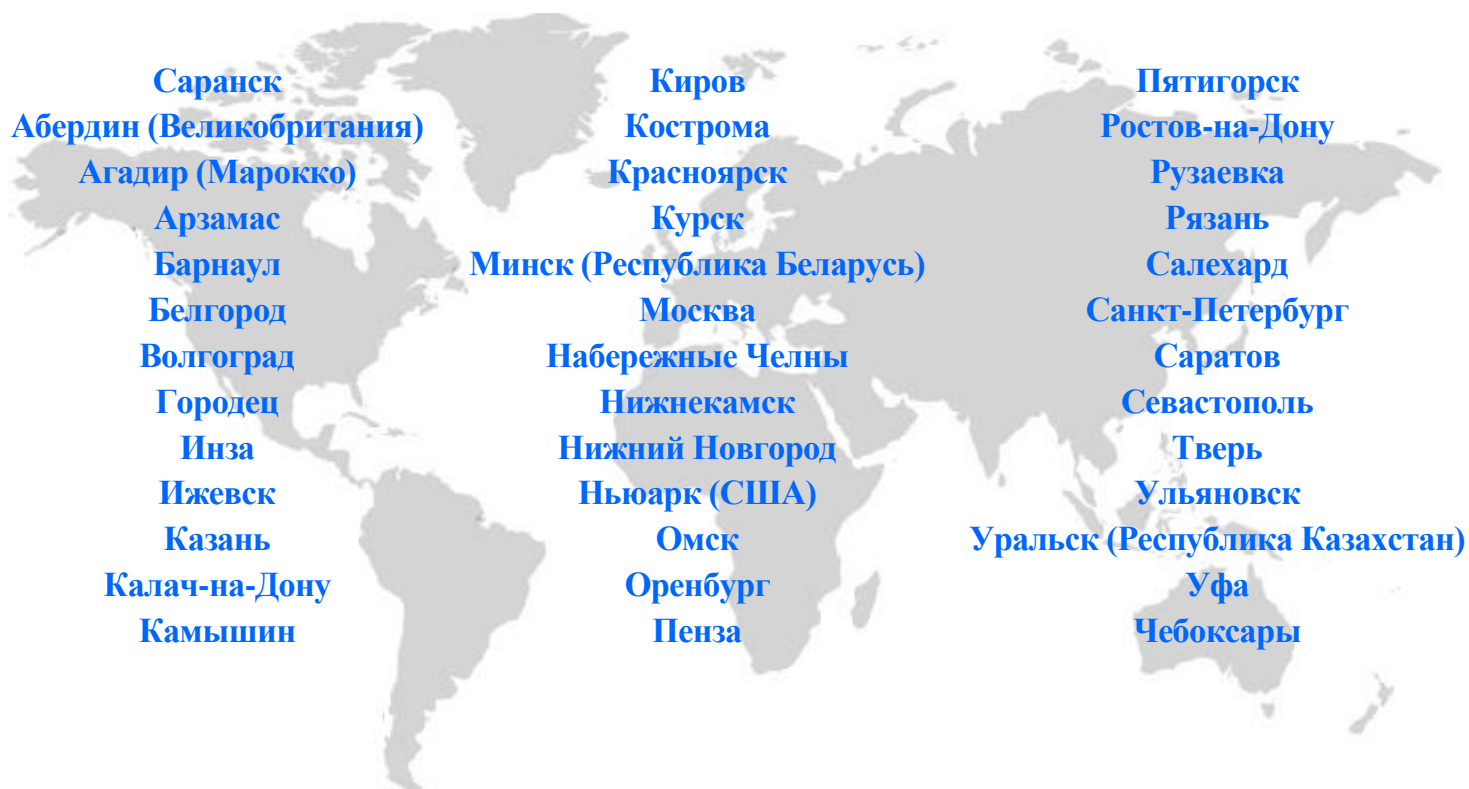 Саранск
Абердин (Великобритания)
Агадир (Марокко)
Арзамас
Барнаул
Белгород
Волгоград
Городец
Инза
Ижевск
Казань
Калач-на-Дону
Камышин
Киров
Кострома
Красноярск
Курск
Минск (Республика Беларусь)
Москва
Набережные Челны
Нижнекамск
Нижний Новгород
Ньюарк (США)
Омск
Оренбург
Пенза
Пятигорск
Ростов-на-Дону
Рузаевка
Рязань
Салехард
Санкт-Петербург
Саратов
Севастополь
Тверь
Ульяновск
Уральск (Республика Казахстан)
Уфа
Чебоксары